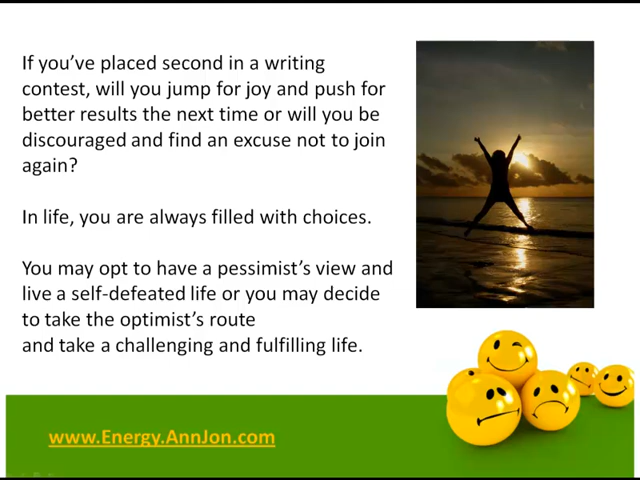 If you’ve placed second in a writing
contest, will you jump for joy and push for
better results the next time or will you be
discouraged and find an excuse not to join
again?
In life, you are always filled with choices.
You may opt to have a pessimist’s view and
live a self-defeated life or you may decide
to take the optimist’s route
and take a challenging and fulfilling life.
www.Energy.AnnJon.com